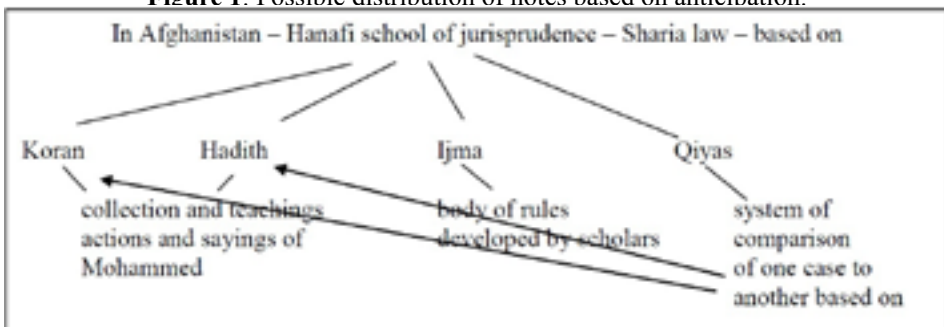 Figure 1. Possible distribution of notes based on anticipation.
In Afghanistan – Hanafi school of jurisprudence – Sharia law – based on
Koran
Hadith
Ijma
Qiyas
collection and teachings
actions and sayings of
Mohammed
body of rules
developed by scholars
system of
comparison
of one case to
another based on